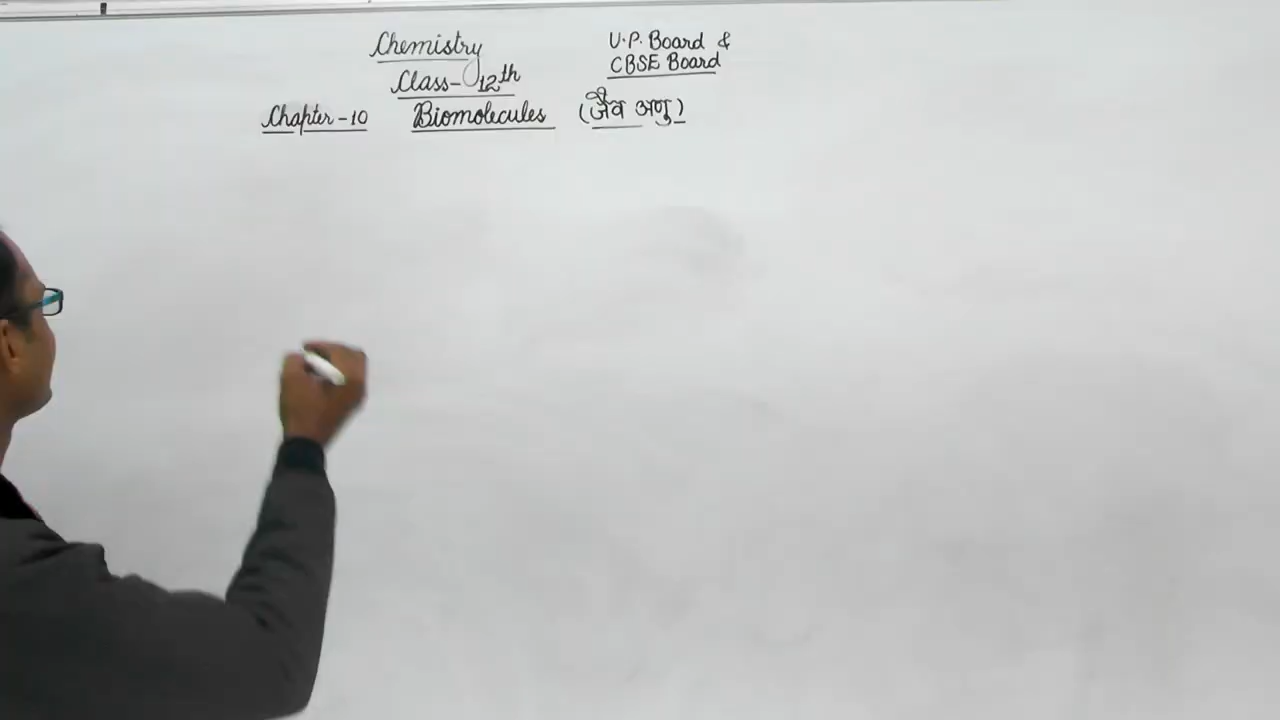 Chemistry U.P. Board &
CBSE Board
Class-12th
Chapter-10 Biomolecules (जैव अणु)